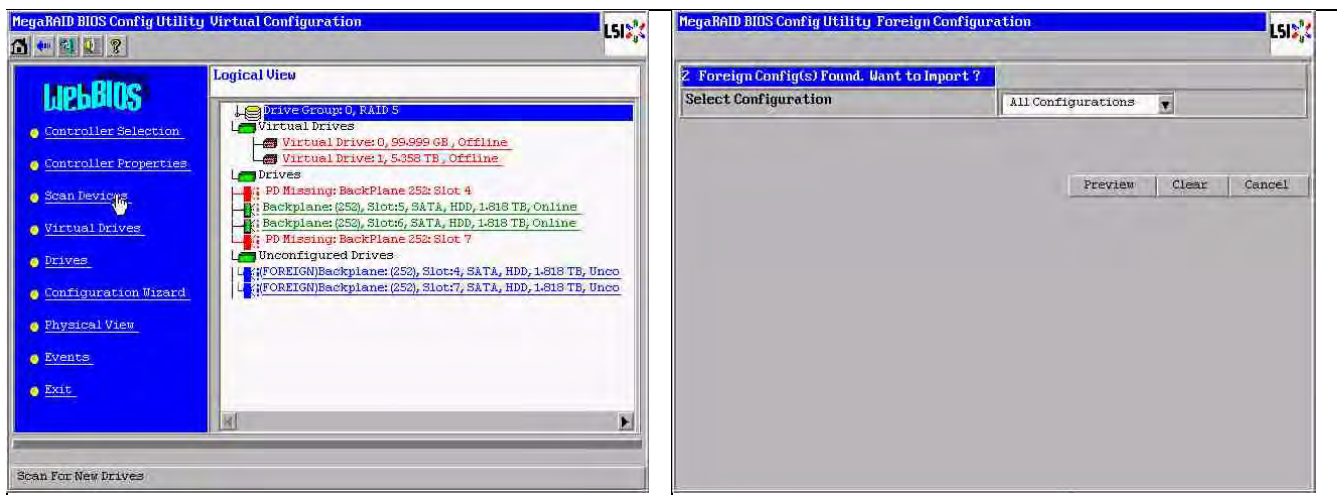 MegaRAID BIOS Config Utility Virtual Configuration
LSI
WebBIOS
Controller Selection
Controller Properties
Scan Devices
Virtual Drives
Drives
Configuration Wizard
Physical View
Events
Exit
Logical View
Drive Group: 0, RAID 5
Virtual Drives
Virtual Drive: 0, 99.999 GB, Offline
Virtual Drive: 1, 5.358 TB, Offline
Drives
PD Missing: BackPlane 252: Slot 4
Backplane: (252), Slot:5, SATA, HDD, 1.818 TB, Online
Backplane: (252), Slot:6, SATA, HDD, 1.818 TB, Online
PD Missing: BackPlane 252: Slot 7
Unconfigured Drives
(FOREIGN)Backplane: (252), Slot:4, SATA, HDD, 1.818 TB, Unco
(FOREIGN)Backplane: (252), Slot:7, SATA, HDD, 1.818 TB, Unco
Scan For New Drives
MegaRAID BIOS Config Utility Foreign Configuration
LSI
2 Foreign Config(s) Found. Want to Import ?
Select Configuration
All Configurations
Preview Clear Cancel